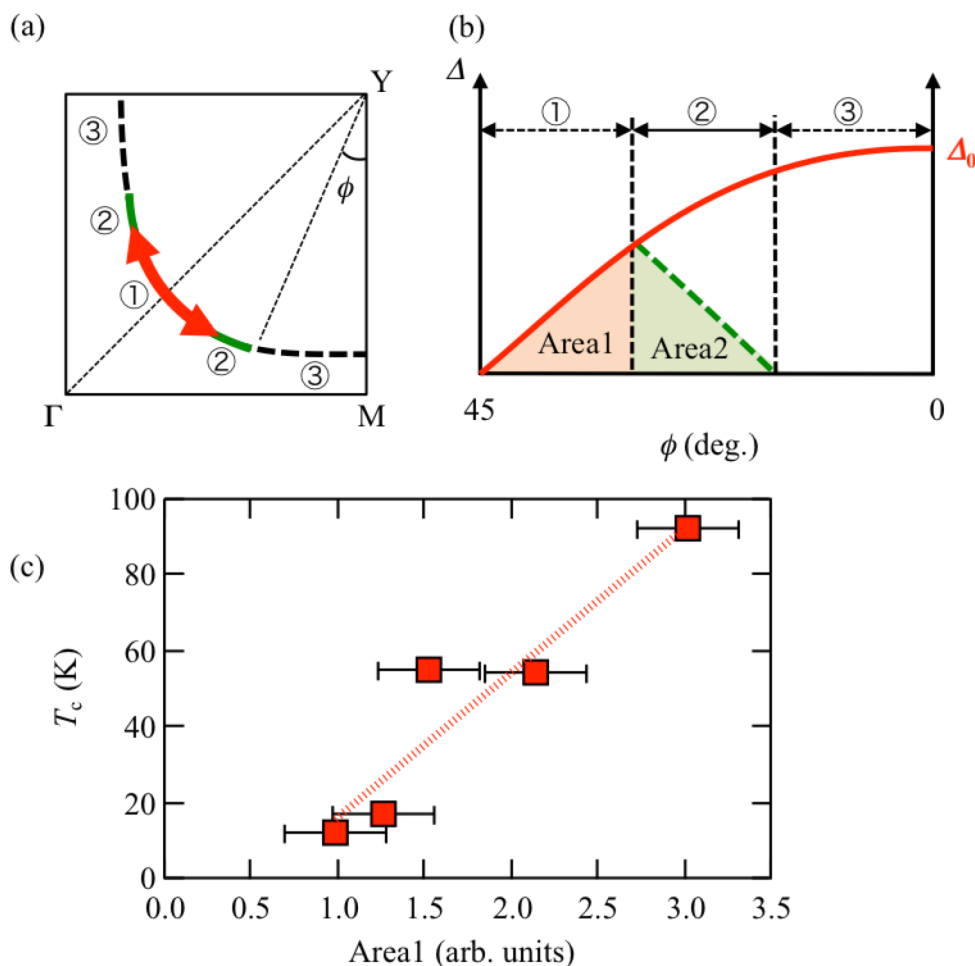 (a)
Y
③
ϕ
②
①
②
③
Γ
M
(b)
Δ
①
②
③
Δ0
Area1
Area2
45
0
ϕ (deg.)
(c)
100
80
60
40
20
0
Tc (K)
0.0 0.5 1.0 1.5 2.0 2.5 3.0 3.5
Area1 (arb. units)